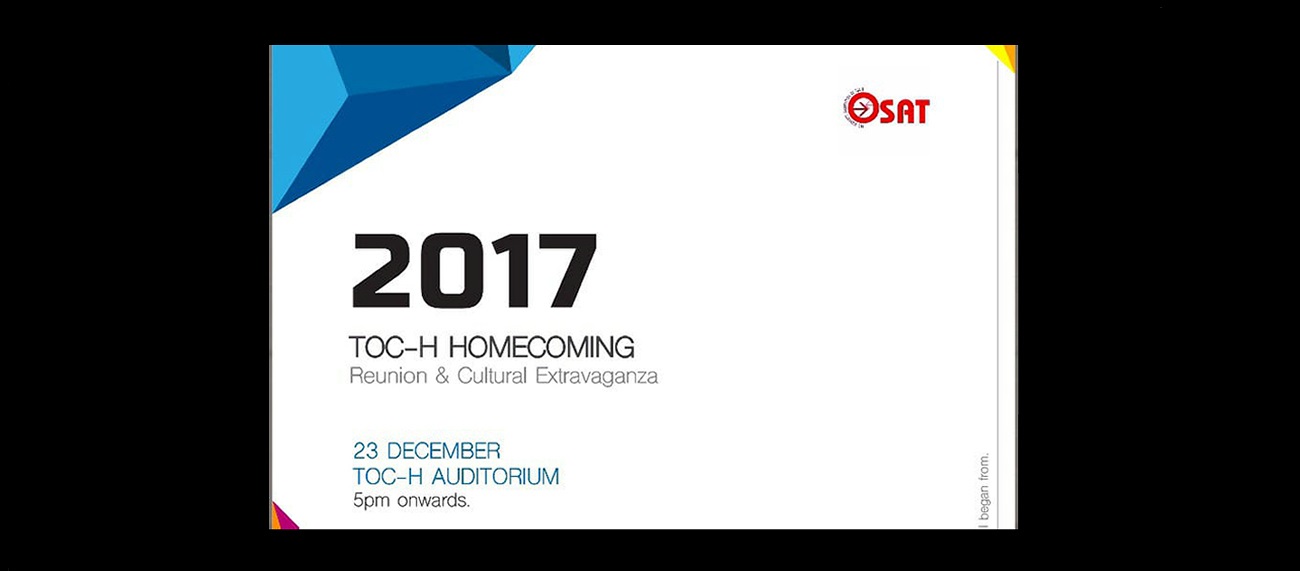 OSAT
2017
TOC-H HOMECOMING
Reunion & Cultural Extravaganza
23 DECEMBER
TOC-H AUDITORIUM
5pm onwards.
I began from.